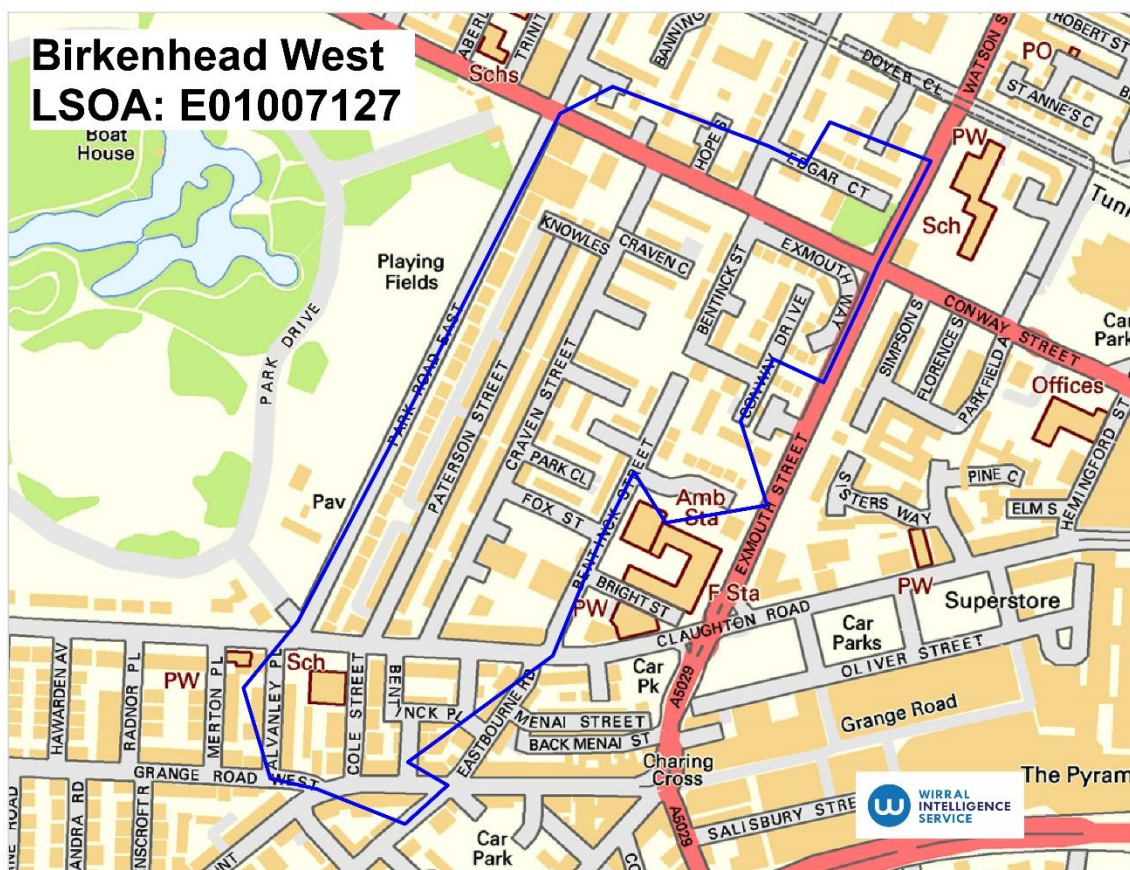 Birkenhead West
LSOA: E01007127
Boat
House
Schs
TRINIT
BANNING
DOVER CL
WATSON S
ROBERT ST
PO
ST ANNE'S C
PW
Sch
Tunn
HOPE S
EDGAR CT
KNOWLES
CRAVEN C
BENTINCK ST
EXMOUTH WAY
CONWAY DRIVE
CONWAY STREET
Playing
Fields
PARK DRIVE
PARK ROAD EAST
PATERSON STREET
CRAVEN STREET
SIMPSON S
FLORENCE S
PARKFIELD A
Car
Park
Offices
HEMINGFORD ST
PARK CL
FOX ST
BENTINCK STREET
Amb
Sta
EXMOUTH STREET
PINE C
SISTERS WAY
ELM S
Pav
BRIGHT ST
PW
F Sta
CLAUGHTON ROAD
PW
Superstore
Car
Parks
OLIVER STREET
HAWARDEN AV
RADNOR PL
PW
MERTON PL
ALVANLEY PL
Sch
COLE STREET
BENT
INCK PL
EASTBOURNE RD
MENAI STREET
BACK MENAI ST
Car
Pk
A5029
Grange Road
GRANGE ROAD WEST
Charing
Cross
The Pyram
SALISBURY STRE
A5029
Car
Park
WIRRAL
INTELLIGENCE
SERVICE